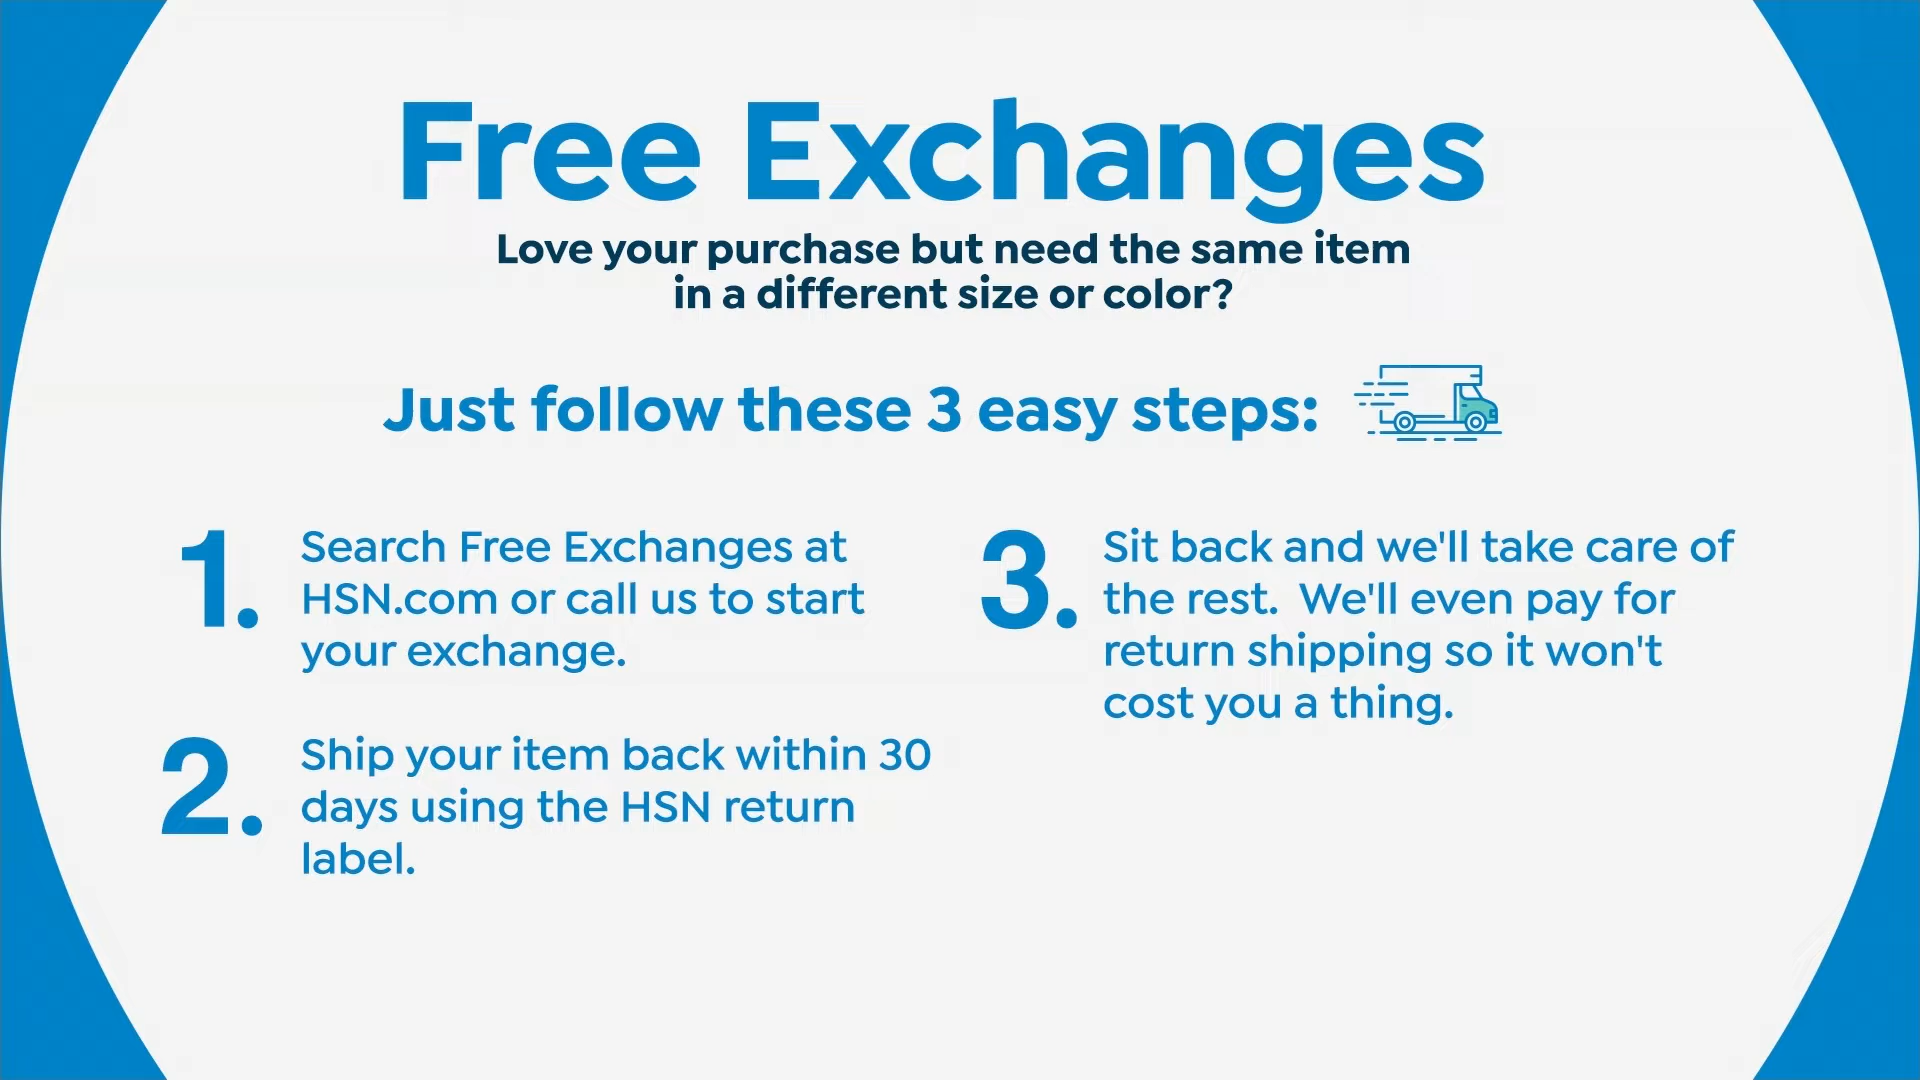 Free Exchanges
Love your purchase but need the same item
in a different size or color?
Just follow these 3 easy steps:
1. Search Free Exchanges at
HSN.com or call us to start
your exchange.
2. Ship your item back within 30
days using the HSN return
label.
3. Sit back and we'll take care of
the rest.  We'll even pay for
return shipping so it won't
cost you a thing.